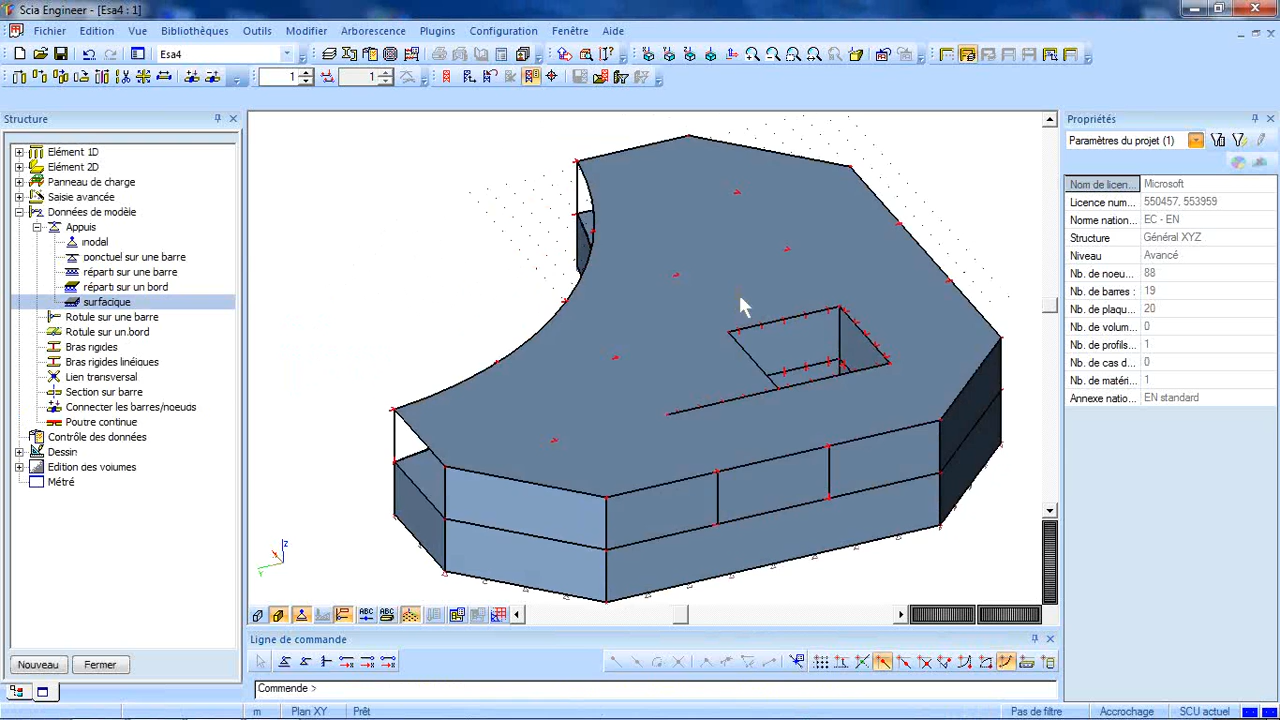 Scia Engineer - [Esa4 : 1]
Fichier Edition Vue Bibliothèques Outils Modifier Arborescence Plugins Configuration Fenêtre Aide
Esa4
1 1
Structure
Elément 1D
Elément 2D
Panneau de charge
Saisie avancée
Données de modèle
Appuis
nodal
ponctuel sur une barre
réparti sur une barre
réparti sur un bord
surfacique
Rotule sur une barre
Rotule sur un bord
Bras rigides
Bras rigides linéiques
Lien transversal
Section sur barre
Connecter les barres/noeuds
Poutre continue
Contrôle des données
Dessin
Edition des volumes
Métré
Nouveau Fermer
Z
Y
ABC ABC
Ligne de commande
Commande >
Propriétés
Paramètres du projet (1)
Nom de licen... Microsoft
Licence num... 550457, 553959
Norme nation... EC - EN
Structure Général XYZ
Niveau Avancé
Nb. de noeu... 88
Nb. de barres : 19
Nb. de plaqu... 20
Nb. de volum... 0
Nb. de profils... 1
Nb. de cas d... 0
Nb. de matéri... 1
Annexe natio... EN standard
m Plan XY Prêt Pas de filtre Accrochage SCU actuel